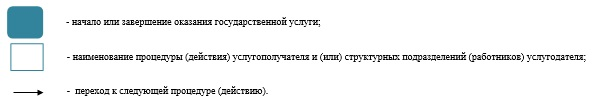 - начало или завершение оказания государственной услуги;
- наименование процедуры (действия) услугополучателя и (или) структурных подразделений (работников) услугодателя;
- переход к следующей процедуре (действию).